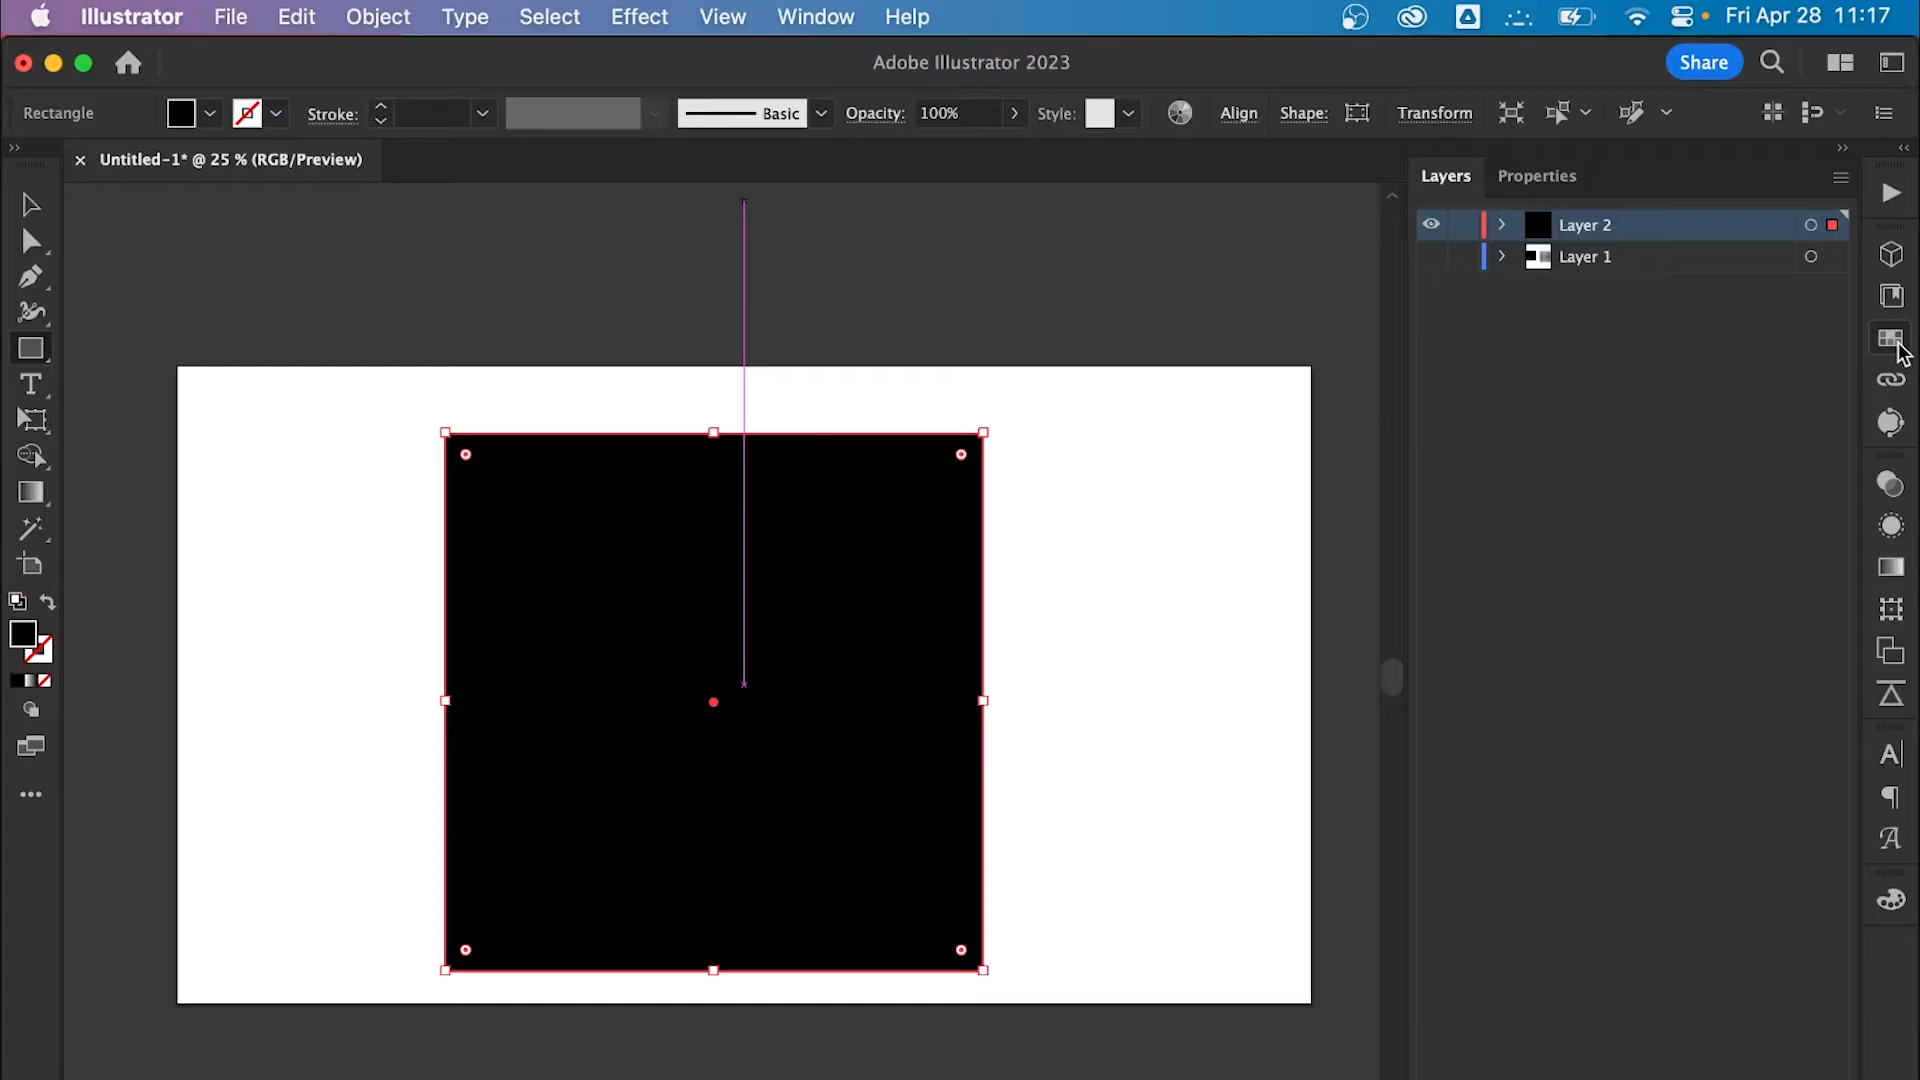 Illustrator File Edit Object Type Select Effect View Window Help Fri Apr 28 11:17
Adobe Illustrator 2023 Share
Rectangle Stroke: Basic Opacity: 100% Style: Align Shape: Transform
Untitled-1* @ 25 % (RGB/Preview)
Layers Properties
Layer 2
Layer 1